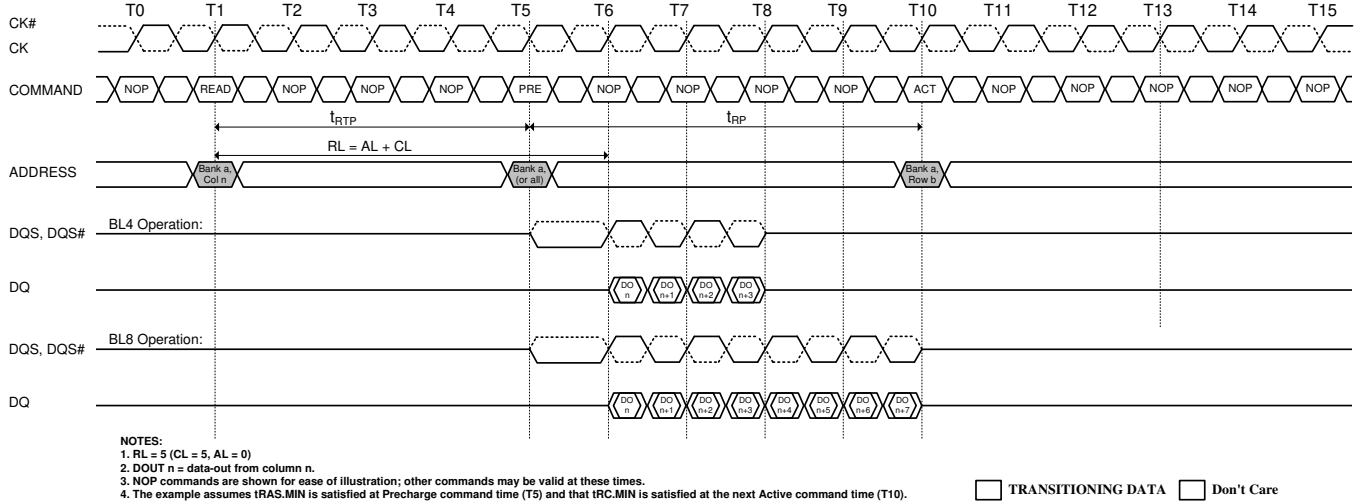 T0 T1 T2 T3 T4 T5 T6 T7 T8 T9 T10 T11 T12 T13 T14 T15
CK#
CK
COMMAND NOP READ NOP NOP NOP PRE NOP NOP NOP NOP ACT NOP NOP NOP NOP NOP
tRTP tRP
RL = AL + CL
ADDRESS
Bank a,
Col n
Bank a,
(or all)
Bank a,
Row b
BL4 Operation:
DQS, DQS#
DQ
DO
n
DO
n+1
DO
n+2
DO
n+3
BL8 Operation:
DQS, DQS#
DQ
DO
n
DO
n+1
DO
n+2
DO
n+3
DO
n+4
DO
n+5
DO
n+6
DO
n+7
NOTES:
1. RL = 5 (CL = 5, AL = 0)
2. DOUT n = data-out from column n.
3. NOP commands are shown for ease of illustration; other commands may be valid at these times.
4. The example assumes tRAS.MIN is satisfied at Precharge command time (T5) and that tRC.MIN is satisfied at the next Active command time (T10).
TRANSITIONING DATA Don't Care